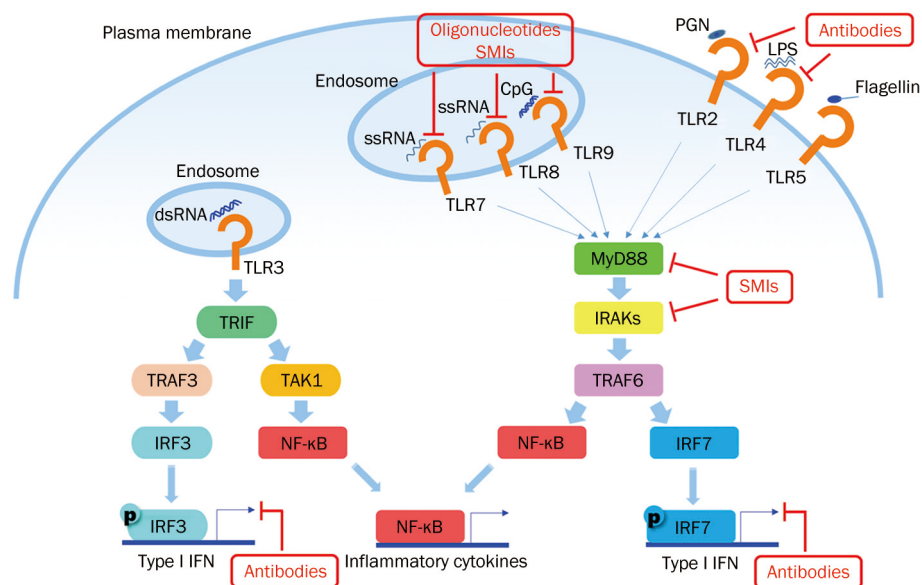 Plasma membrane
Oligonucleotides
SMIs
PGN
Antibodies
LPS
Flagellin
Endosome
CpG
ssRNA
ssRNA
TLR2
TLR4
TLR5
TLR9
TLR8
TLR7
Endosome
dsRNA
TLR3
MyD88
SMIs
TRIF
IRAKs
TRAF3
TAK1
TRAF6
IRF3
NF-κB
NF-κB
IRF7
p
IRF3
NF-κB
p
IRF7
Type I IFN
Antibodies
Inflammatory cytokines
Type I IFN
Antibodies